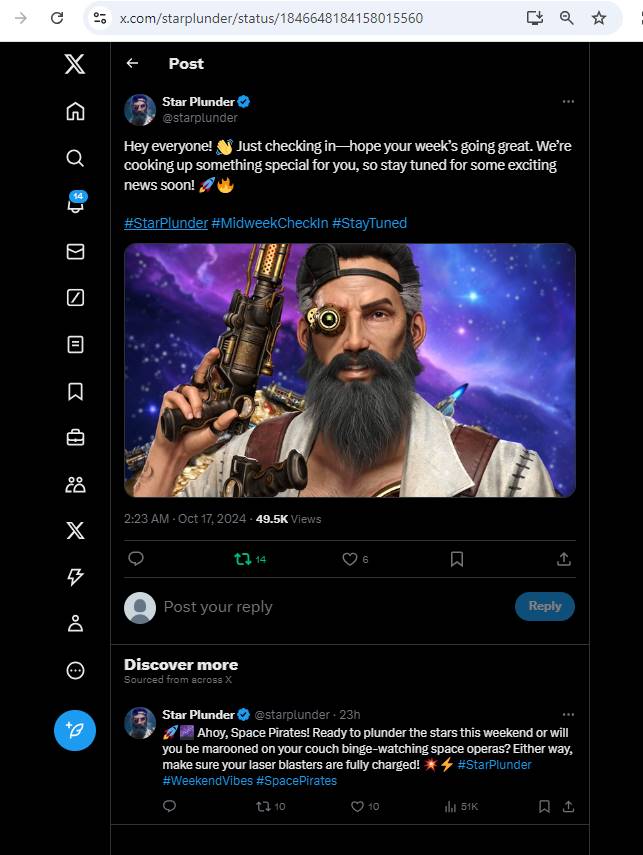 x.com/starplunder/status/1846648184158015560
Post
Star Plunder
@starplunder
Hey everyone! 👋 Just checking in—hope your week's going great. We're
cooking up something special for you, so stay tuned for some exciting
news soon! 🚀🔥
#StarPlunder #MidweekCheckIn #StayTuned
14
2:23 AM · Oct 17, 2024 · 49.5K Views
14 6
Post your reply Reply
Discover more
Sourced from across X
Star Plunder @starplunder · 23h
🚀🌌 Ahoy, Space Pirates! Ready to plunder the stars this weekend or will
you be marooned on your couch binge-watching space operas? Either way,
make sure your laser blasters are fully charged! 💥⚡ #StarPlunder
#WeekendVibes #SpacePirates
10 10 51K